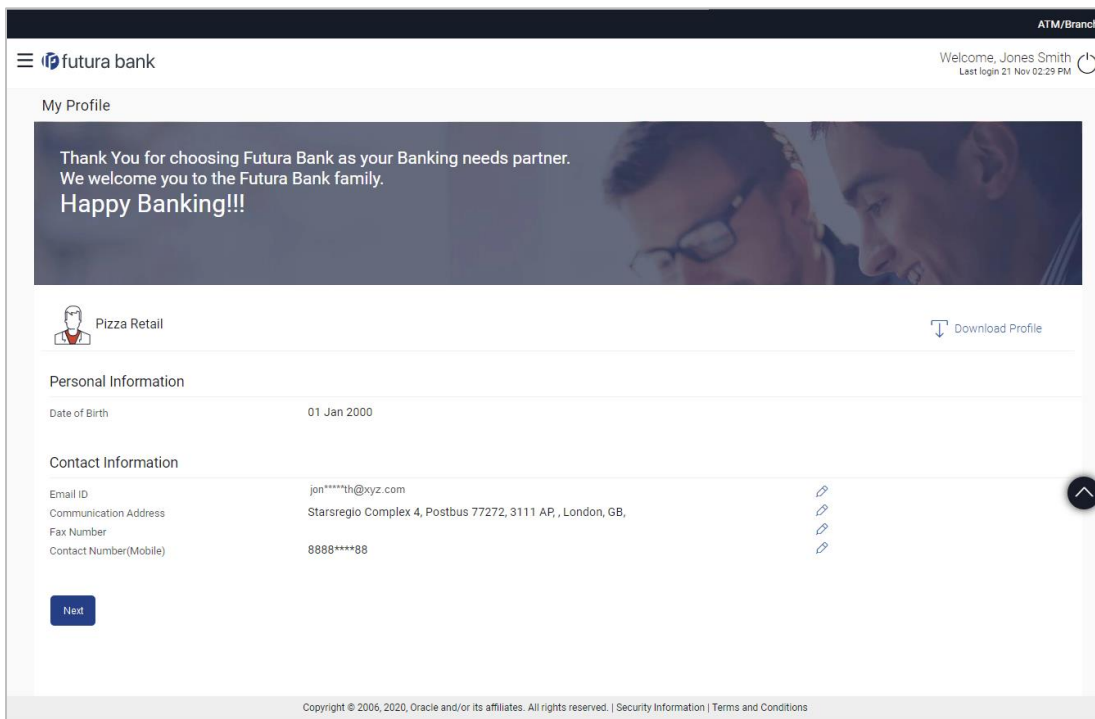 ATM/Branch
futura bank
Welcome, Jones Smith
Last login 21 Nov 02:29 PM
My Profile
Thank You for choosing Futura Bank as your Banking needs partner.
We welcome you to the Futura Bank family.
Happy Banking!!!
Pizza Retail
Download Profile
Personal Information
Date of Birth 01 Jan 2000
Contact Information
Email ID jon*****th@xyz.com
Communication Address Starsregio Complex 4, Postbus 77272, 3111 AP, , London, GB,
Fax Number
Contact Number(Mobile) 8888****88
Next
Copyright © 2006, 2020, Oracle and/or its affiliates. All rights reserved. | Security Information | Terms and Conditions